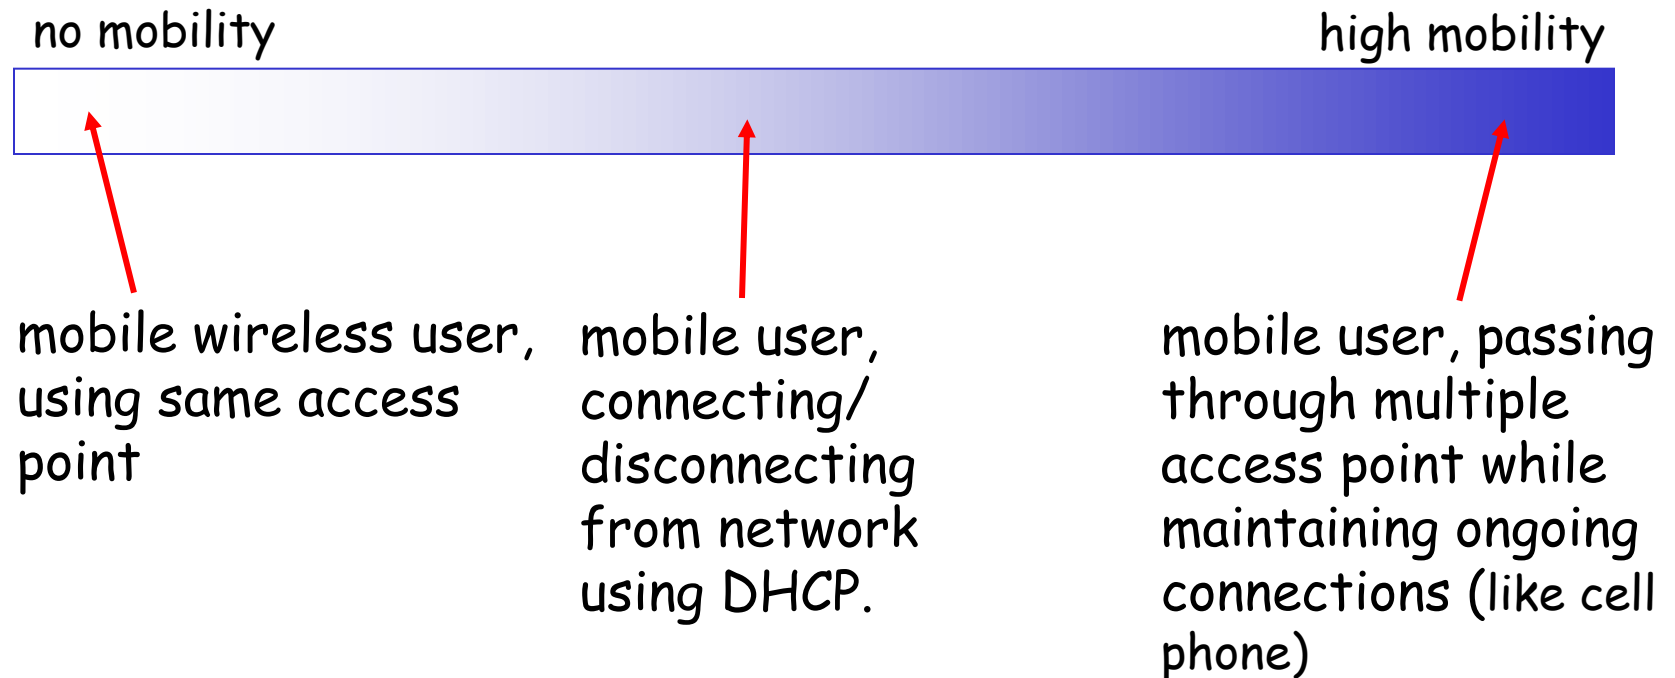 no mobility
high mobility
mobile wireless user,
using same access
point
mobile user,
connecting/
disconnecting
from network
using DHCP.
mobile user, passing
through multiple
access point while
maintaining ongoing
connections (like cell
phone)